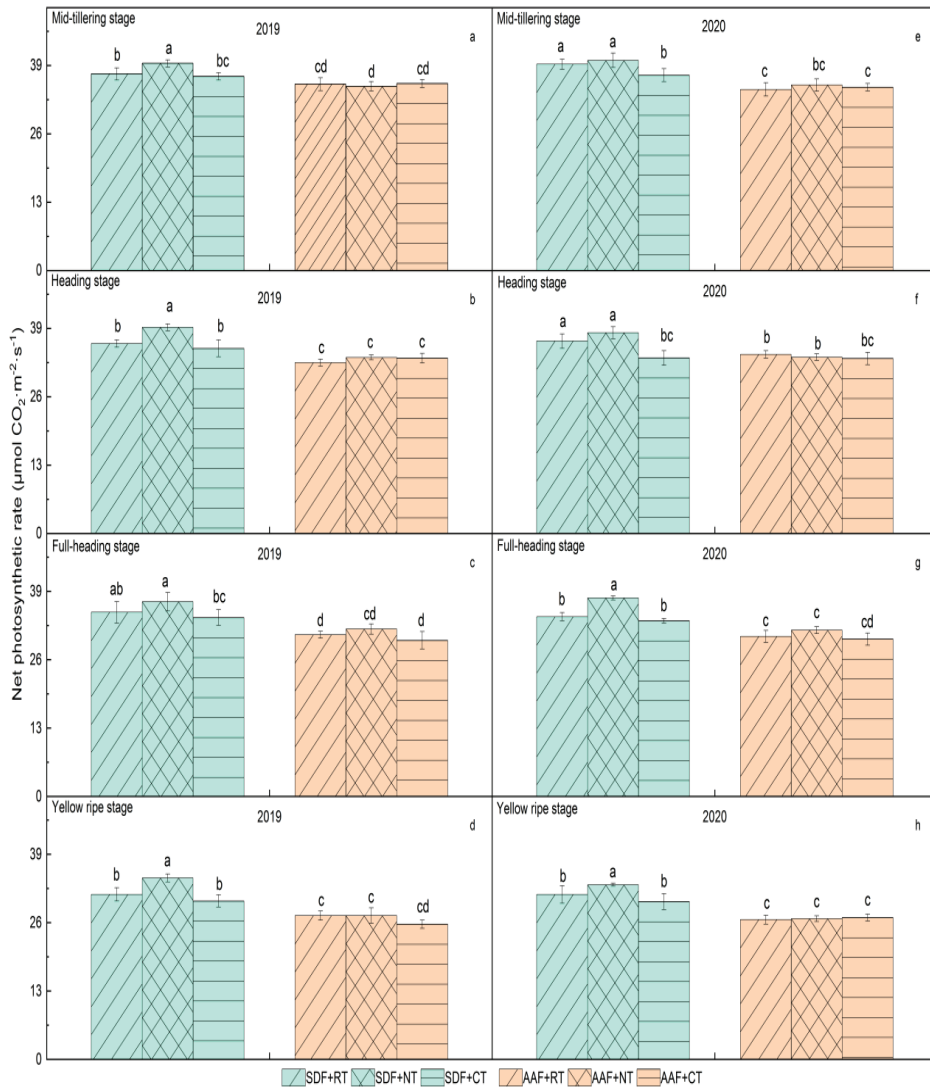 Net photosynthetic rate (μmol CO₂·m⁻²·s⁻¹)
Mid-tillering stage
2019
a
39
26
13
0
b a bc cd d cd
Mid-tillering stage
2020
e
a a b c bc c
Heading stage
2019
b
39
26
13
0
b a b c c c
Heading stage
2020
f
a a bc b b bc
Full-heading stage
2019
c
39
26
13
0
ab a bc d cd d
Full-heading stage
2020
g
b a b c c cd
Yellow ripe stage
2019
d
39
26
13
0
b a b c c cd
Yellow ripe stage
2020
h
b a b c c c
SDF+RT SDF+NT SDF+CT AAF+RT AAF+NT AAF+CT